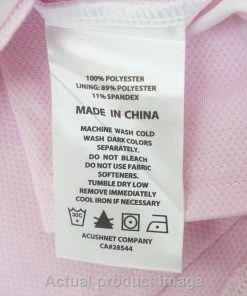 100% POLYESTER
LINING: 89% POLYESTER
11% SPANDEX
MADE IN CHINA
MACHINE WASH COLD
WASH DARK COLORS
SEPARATELY.
DO NOT BLEACH
DO NOT USE FABRIC
SOFTENERS.
TUMBLE DRY LOW
REMOVE IMMEDIATELY
COOL IRON IF NECESSARY
30C
ACUSHNET COMPANY
CA#28544
Actual product image